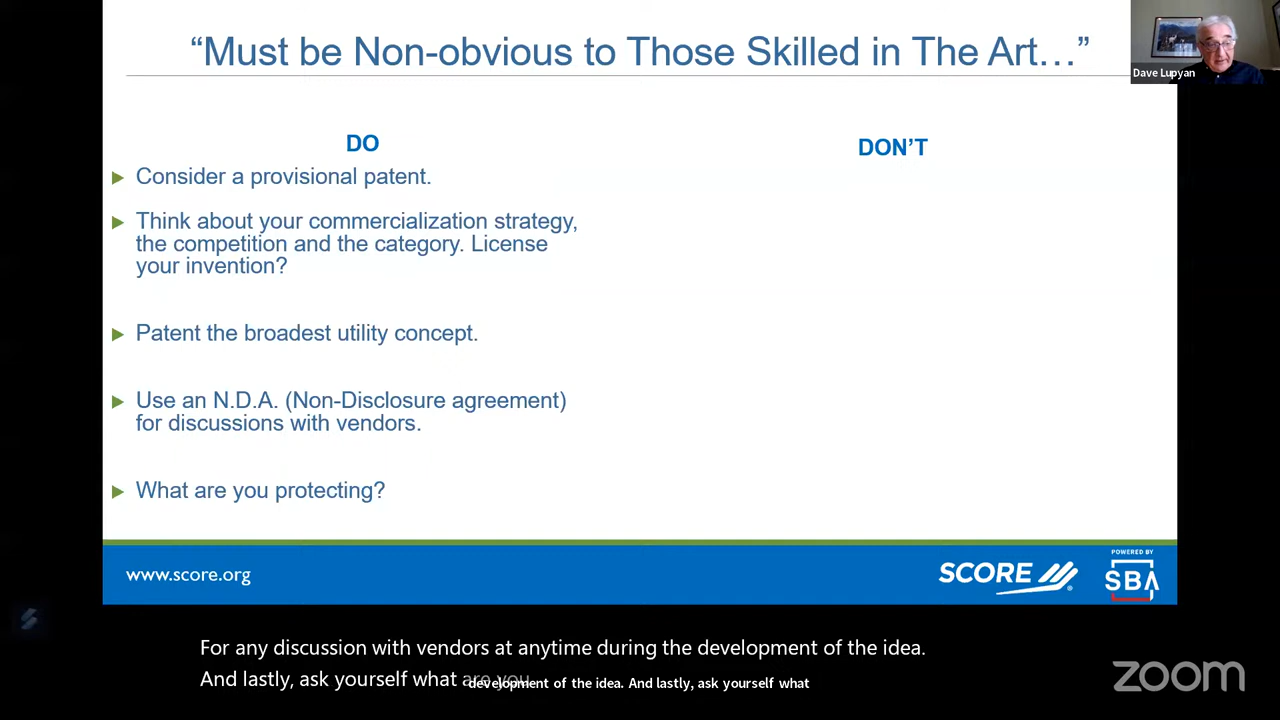 “Must be Non-obvious to Those Skilled in The Art…”
Dave Lupyan
DO
Consider a provisional patent.
Think about your commercialization strategy,
the competition and the category. License
your invention?
Patent the broadest utility concept.
Use an N.D.A. (Non-Disclosure agreement)
for discussions with vendors.
What are you protecting?
DON’T
www.score.org
SCORE
POWERED BY
SBA
For any discussion with vendors at anytime during the development of the idea.
And lastly, ask yourself what are you
development of the idea. And lastly, ask yourself what
zoom